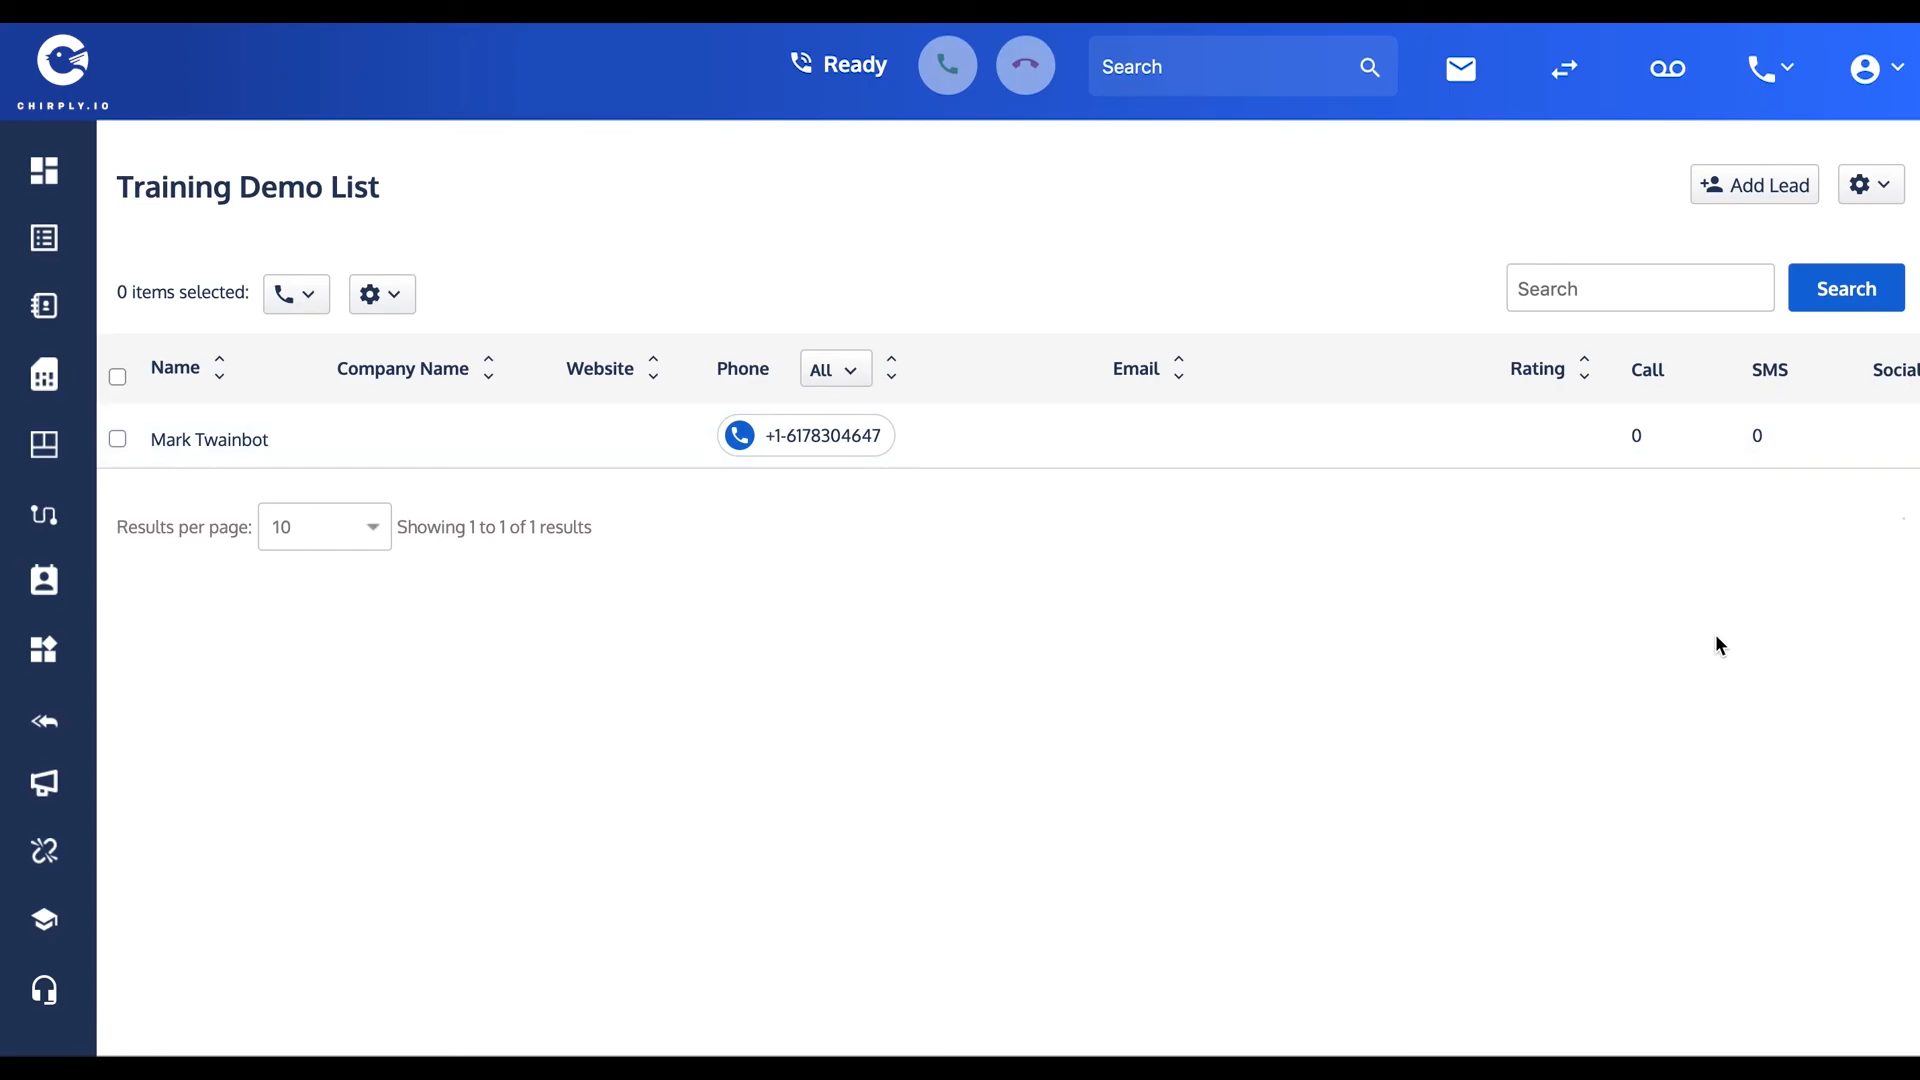 CHIRPLY.IO
Ready
Search
Training Demo List
Add Lead
0 items selected:
Search
Search
Name Company Name Website Phone All Email Rating Call SMS Social
Mark Twainbot +1-6178304647 0 0
Results per page: 10 Showing 1 to 1 of 1 results